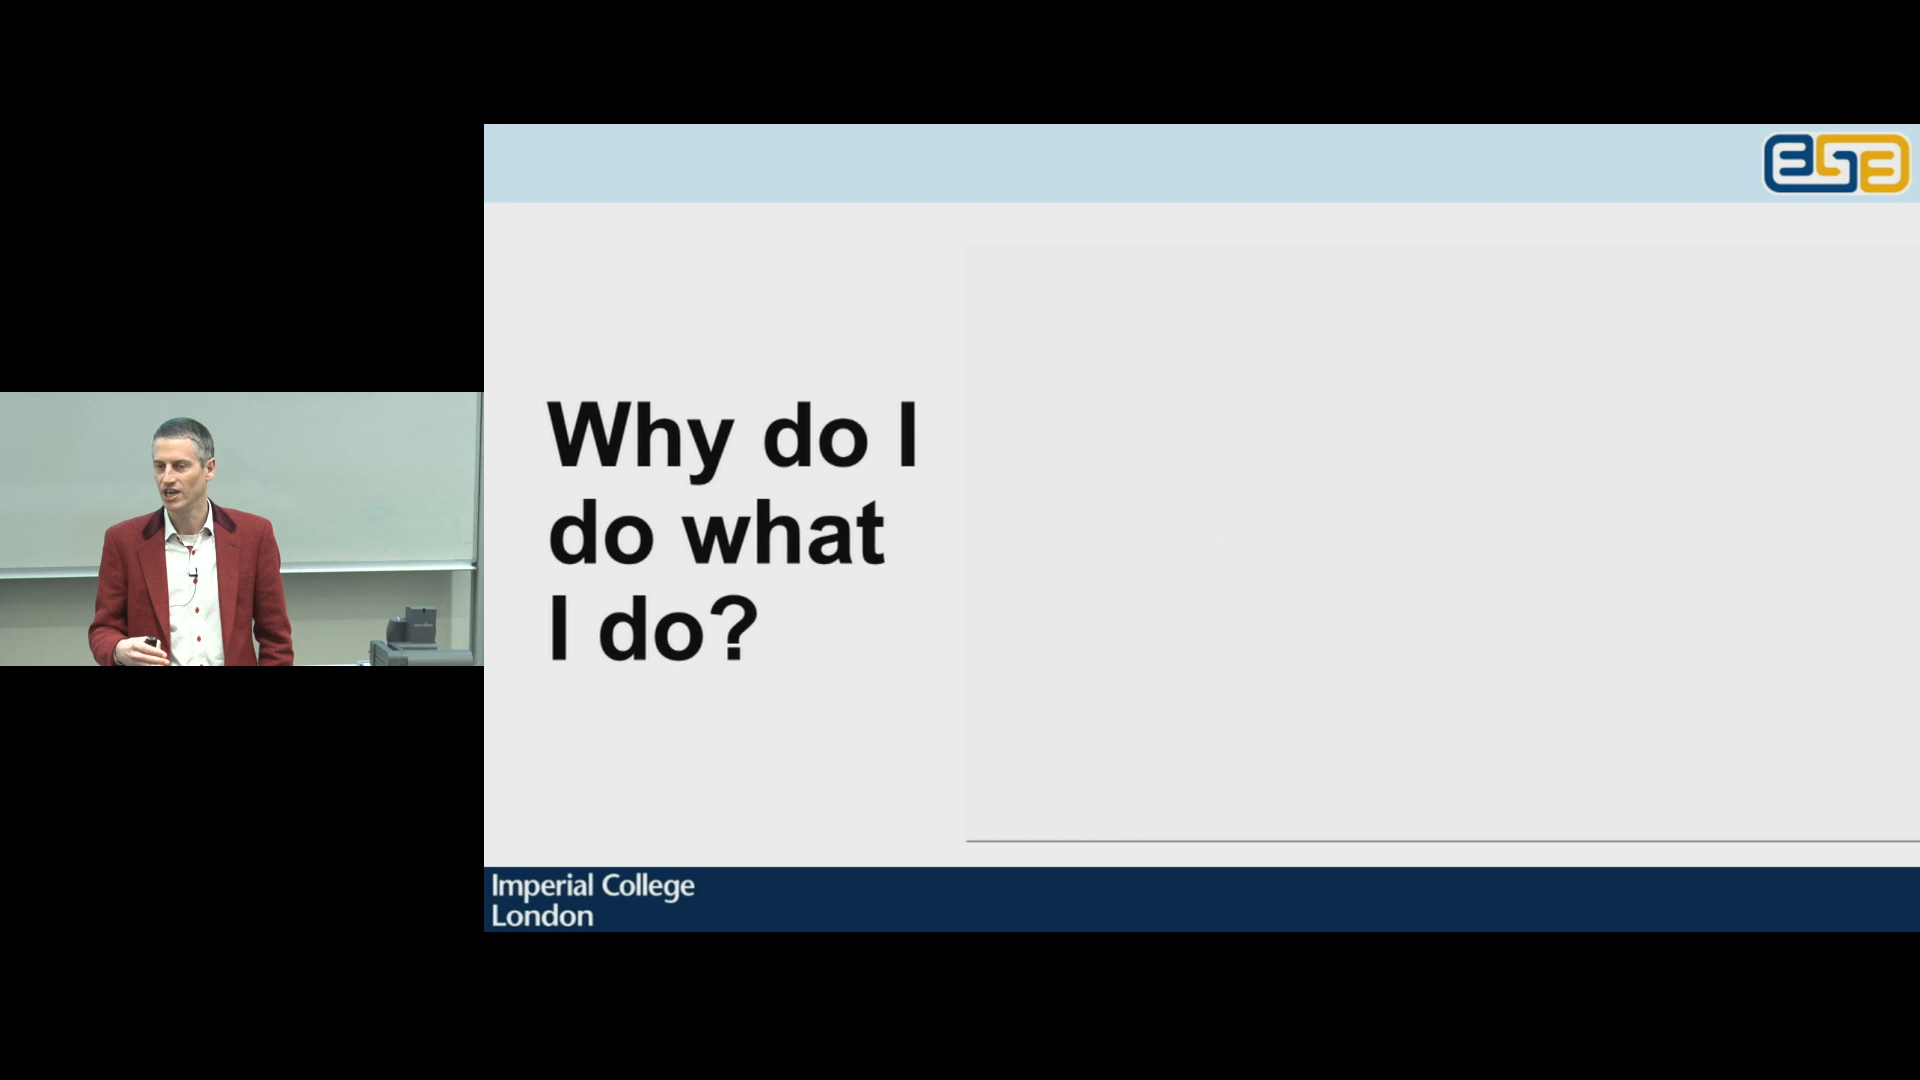 Why do I
do what
I do?
Imperial College
London